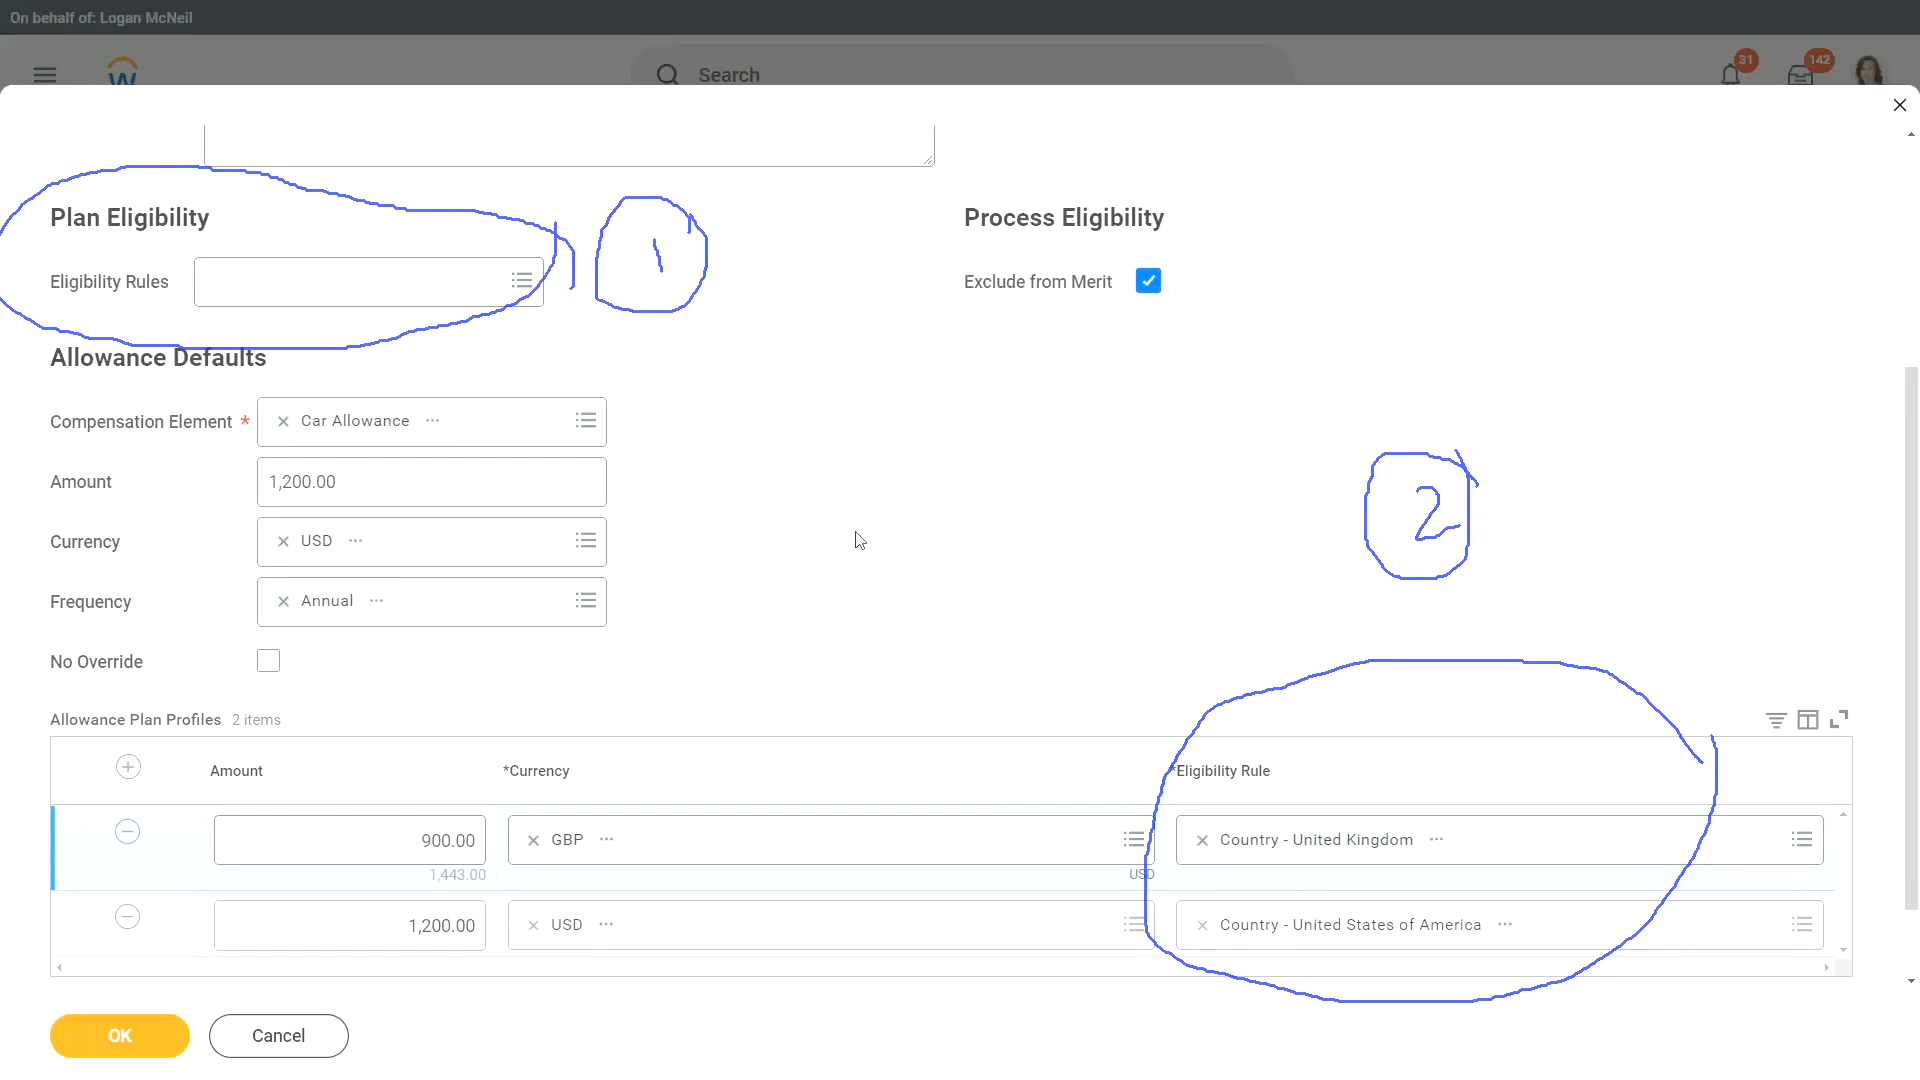 On behalf of: Logan McNeil
W
Search
31
142
Plan Eligibility
Process Eligibility
1
Eligibility Rules
Exclude from Merit
Allowance Defaults
Compensation Element *
Car Allowance
2
Amount
1,200.00
Currency
USD
Frequency
Annual
No Override
Allowance Plan Profiles 2 items
Amount
*Currency
*Eligibility Rule
900.00
GBP
Country - United Kingdom
1,443.00
USD
1,200.00
USD
Country - United States of America
OK
Cancel